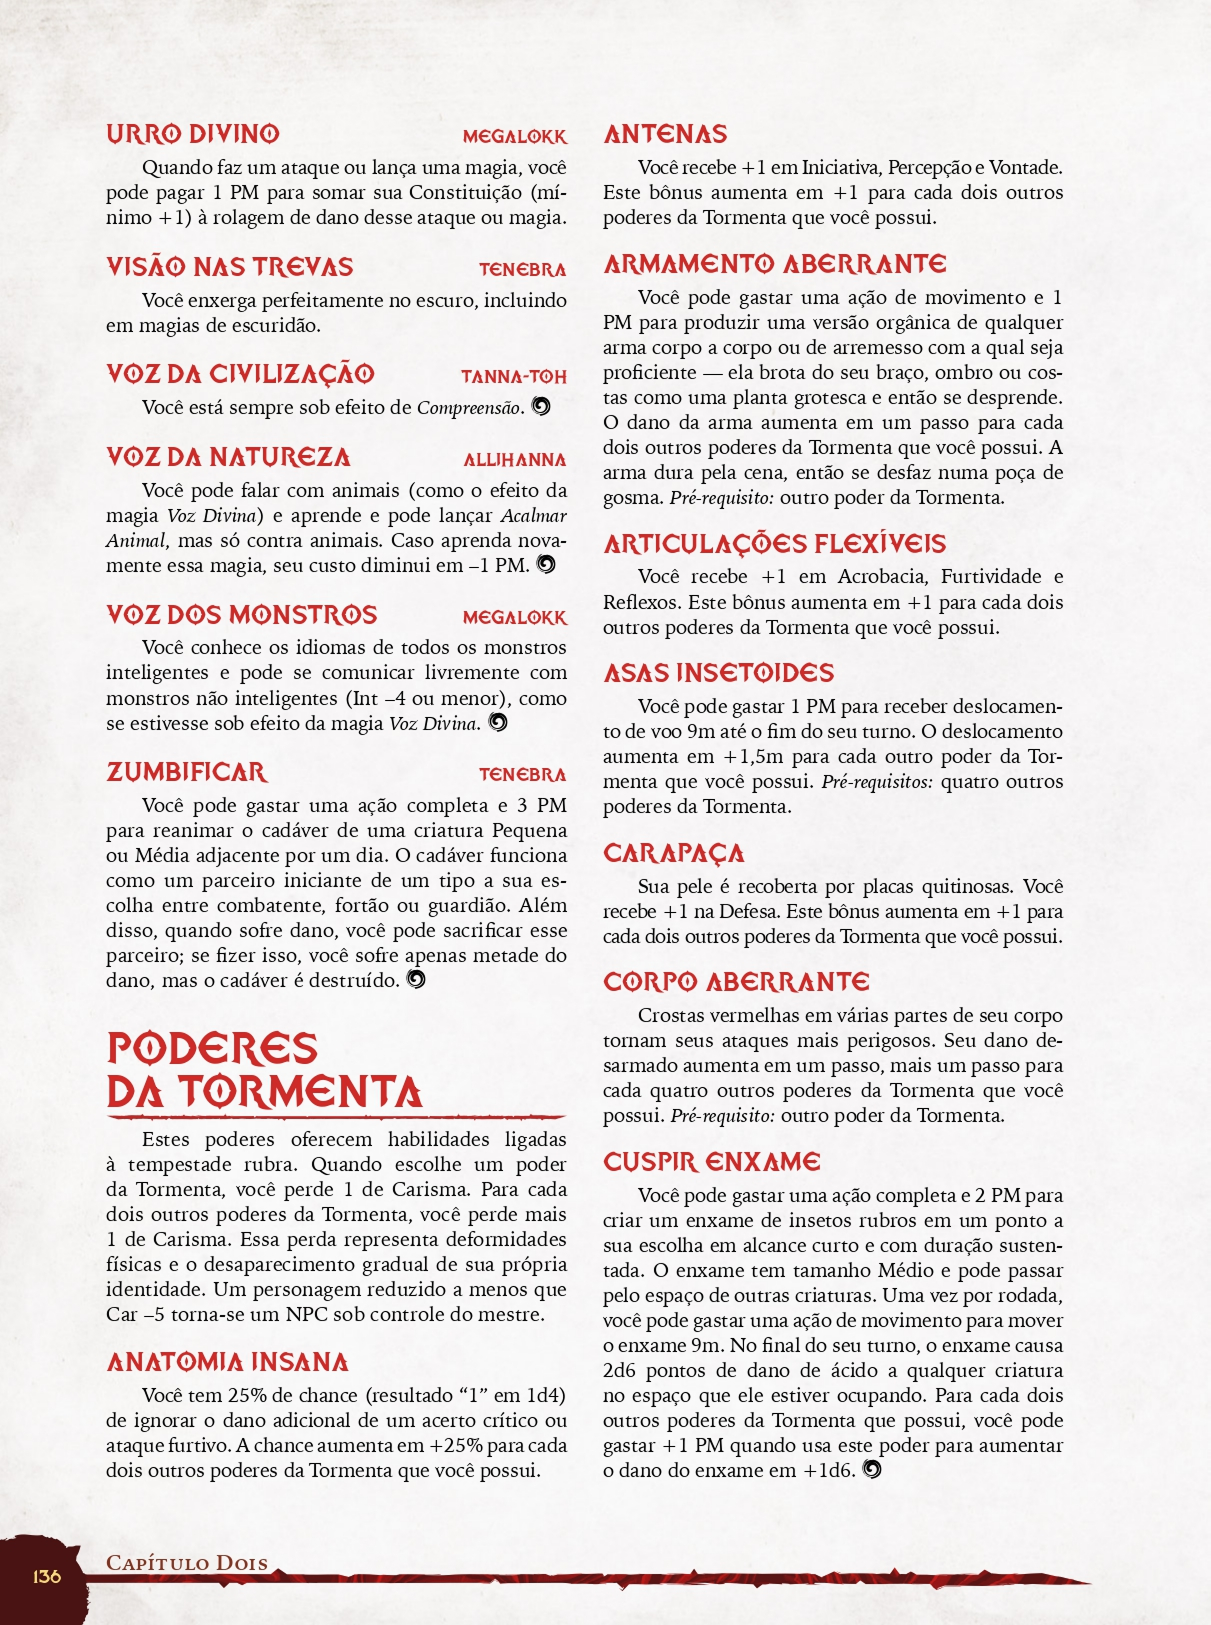 URRO DIVINO MEGALOKK
Quando faz um ataque ou lança uma magia, você
pode pagar 1 PM para somar sua Constituição (mí-
nimo +1) à rolagem de dano desse ataque ou magia.
VISÃO NAS TREVAS TENEBRA
Você enxerga perfeitamente no escuro, incluindo
em magias de escuridão.
VOZ DA CIVILIZAÇÃO TANNA-TOH
Você está sempre sob efeito de Compreensão.
VOZ DA NATUREZA ALLIHANNA
Você pode falar com animais (como o efeito da
magia Voz Divina) e aprende e pode lançar Acalmar
Animal, mas só contra animais. Caso aprenda nova-
mente essa magia, seu custo diminui em –1 PM.
VOZ DOS MONSTROS MEGALOKK
Você conhece os idiomas de todos os monstros
inteligentes e pode se comunicar livremente com
monstros não inteligentes (Int –4 ou menor), como
se estivesse sob efeito da magia Voz Divina.
ZUMBIFICAR TENEBRA
Você pode gastar uma ação completa e 3 PM
para reanimar o cadáver de uma criatura Pequena
ou Média adjacente por um dia. O cadáver funciona
como um parceiro iniciante de um tipo a sua es-
colha entre combatente, fortão ou guardião. Além
disso, quando sofre dano, você pode sacrificar esse
parceiro; se fizer isso, você sofre apenas metade do
dano, mas o cadáver é destruído.
PODERES
DA TORMENTA
Estes poderes oferecem habilidades ligadas
à tempestade rubra. Quando escolhe um poder
da Tormenta, você perde 1 de Carisma. Para cada
dois outros poderes da Tormenta, você perde mais
1 de Carisma. Essa perda representa deformidades
físicas e o desaparecimento gradual de sua própria
identidade. Um personagem reduzido a menos que
Car –5 torna-se um NPC sob controle do mestre.
ANATOMIA INSANA
Você tem 25% de chance (resultado “1” em 1d4)
de ignorar o dano adicional de um acerto crítico ou
ataque furtivo. A chance aumenta em +25% para cada
dois outros poderes da Tormenta que você possui.
ANTENAS
Você recebe +1 em Iniciativa, Percepção e Vontade.
Este bônus aumenta em +1 para cada dois outros
poderes da Tormenta que você possui.
ARMAMENTO ABERRANTE
Você pode gastar uma ação de movimento e 1
PM para produzir uma versão orgânica de qualquer
arma corpo a corpo ou de arremesso com a qual seja
proficiente — ela brota do seu braço, ombro ou cos-
tas como uma planta grotesca e então se desprende.
O dano da arma aumenta em um passo para cada
dois outros poderes da Tormenta que você possui. A
arma dura pela cena, então se desfaz numa poça de
gosma. Pré-requisito: outro poder da Tormenta.
ARTICULAÇÕES FLEXÍVEIS
Você recebe +1 em Acrobacia, Furtividade e
Reflexos. Este bônus aumenta em +1 para cada dois
outros poderes da Tormenta que você possui.
ASAS INSETOIDES
Você pode gastar 1 PM para receber deslocamen-
to de voo 9m até o fim do seu turno. O deslocamento
aumenta em +1,5m para cada outro poder da Tor-
menta que você possui. Pré-requisitos: quatro outros
poderes da Tormenta.
CARAPAÇA
Sua pele é recoberta por placas quitinosas. Você
recebe +1 na Defesa. Este bônus aumenta em +1 para
cada dois outros poderes da Tormenta que você possui.
CORPO ABERRANTE
Crostas vermelhas em várias partes de seu corpo
tornam seus ataques mais perigosos. Seu dano de-
sarmado aumenta em um passo, mais um passo para
cada quatro outros poderes da Tormenta que você
possui. Pré-requisito: outro poder da Tormenta.
CUSPIR ENXAME
Você pode gastar uma ação completa e 2 PM para
criar um enxame de insetos rubros em um ponto a
sua escolha em alcance curto e com duração susten-
tada. O enxame tem tamanho Médio e pode passar
pelo espaço de outras criaturas. Uma vez por rodada,
você pode gastar uma ação de movimento para mover
o enxame 9m. No final do seu turno, o enxame causa
2d6 pontos de dano de ácido a qualquer criatura
no espaço que ele estiver ocupando. Para cada dois
outros poderes da Tormenta que possui, você pode
gastar +1 PM quando usa este poder para aumentar
o dano do enxame em +1d6.
136 CAPÍTULO DOIS